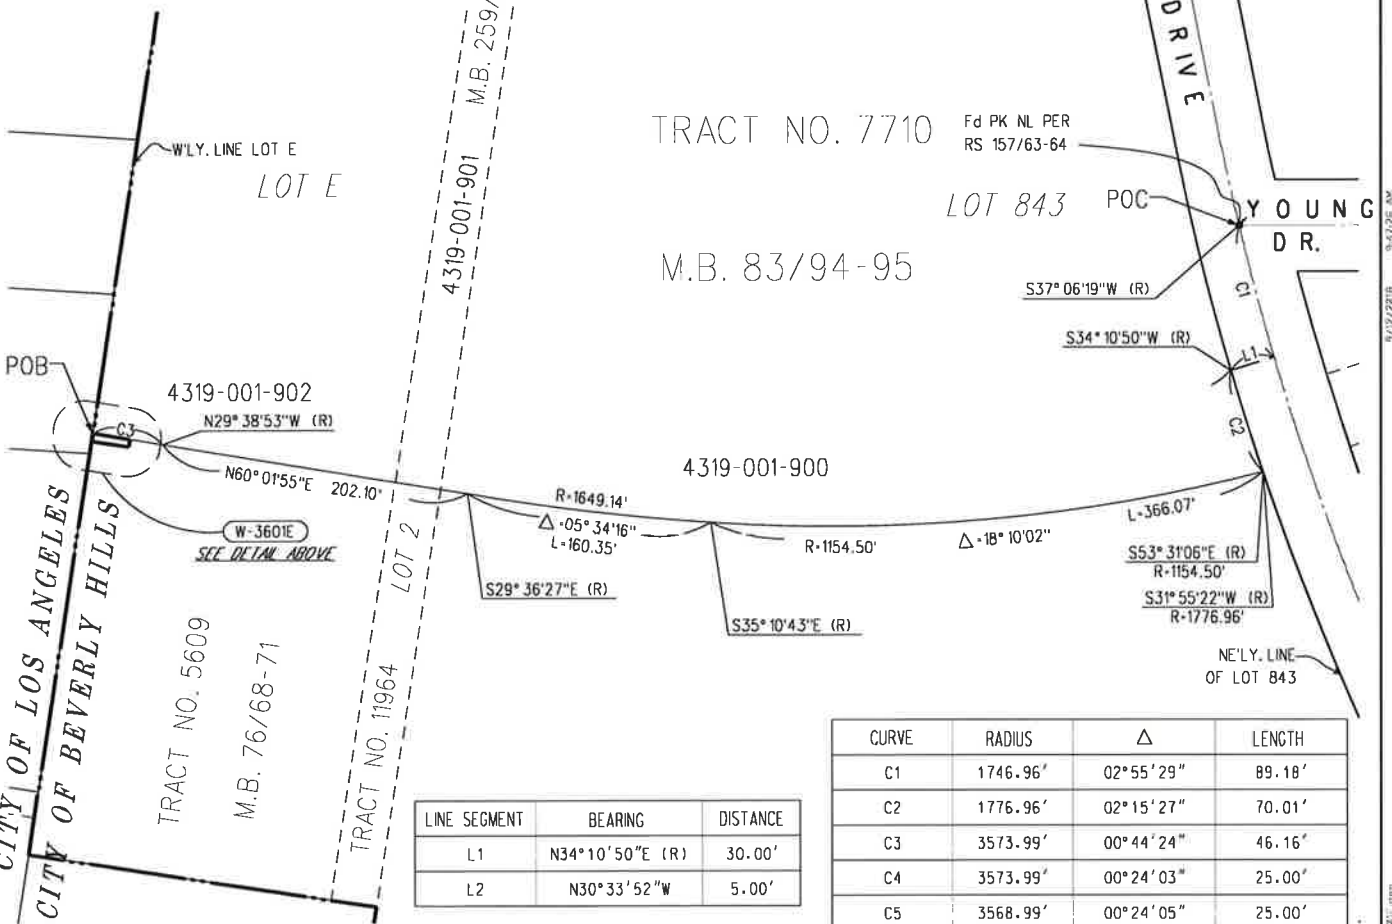 DRIVE
M.B. 259/
TRACT NO. 7710
Fd PK NL PER
RS 157/63-64
W'LY. LINE LOT E
LOT E
4319-001-901
LOT 843
POC
YOUNG
DR.
M.B. 83/94-95
S37°06'19"W (R)
C1
S34°10'50"W (R)
L1
POB
4319-001-902
C3
N29°38'53"W (R)
C2
N60°01'55"E 202.10'
4319-001-900
R=1649.14'
Δ=05°34'16"
L=160.35'
R=1154.50'
Δ=18°10'02"
L=366.07'
W-3601E
SEE DETAIL ABOVE
LOT 2
S53°31'06"E (R)
R=1154.50'
S29°36'27"E (R)
S31°55'22"W (R)
R=1776.96'
S35°10'43"E (R)
CITY OF LOS ANGELES
CITY OF BEVERLY HILLS
TRACT NO. 5609
M.B. 76/68-71
TRACT NO. 11964
NE'LY. LINE
OF LOT 843
LINE SEGMENT BEARING DISTANCE
L1 N34°10'50"E (R) 30.00'
L2 N30°33'52"W 5.00'
CURVE RADIUS Δ LENGTH
C1 1746.96' 02°55'29" 89.18'
C2 1776.96' 02°15'27" 70.01'
C3 3573.99' 00°44'24" 46.16'
C4 3573.99' 00°24'03" 25.00'
C5 3568.99' 00°24'05" 25.00'